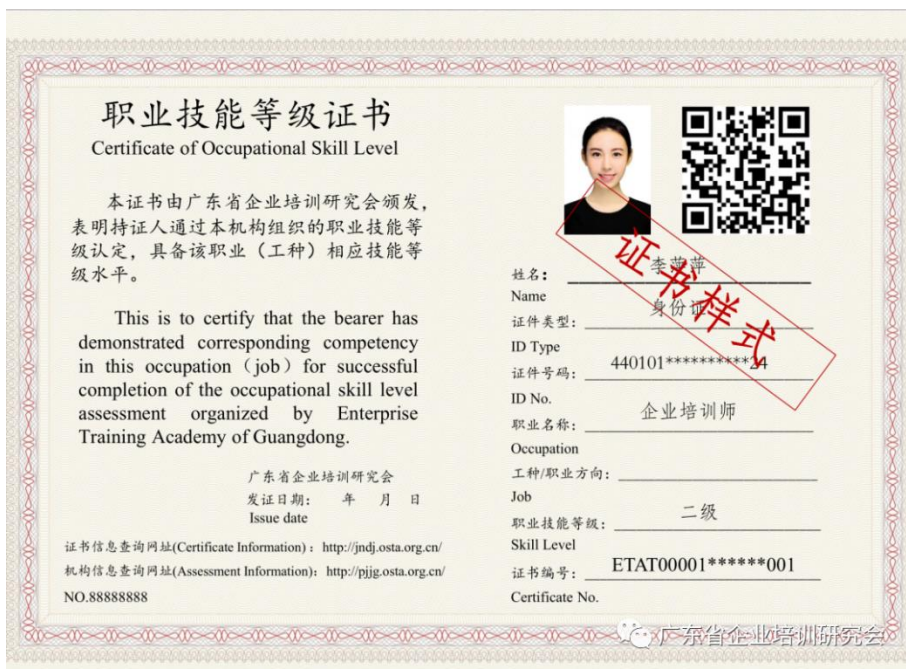 职业技能等级证书
Certificate of Occupational Skill Level
本证书由广东省企业培训研究会颁发，
表明持证人通过本机构组织的职业技能等
级认定，具备该职业（工种）相应技能等
级水平。
This is to certify that the bearer has
demonstrated corresponding competency
in this occupation（job）for successful
completion of the occupational skill level
assessment organized by Enterprise
Training Academy of Guangdong.
广东省企业培训研究会
发证日期： 年 月 日
Issue date
证书信息查询网址(Certificate Information)：http://jndj.osta.org.cn/
机构信息查询网址(Assessment Information)：http://pjjg.osta.org.cn/
NO.88888888
证书样式
姓名： 李萍萍
Name
证件类型： 身份证
ID Type
证件号码： 440101**********24
ID No.
职业名称： 企业培训师
Occupation
工种/职业方向：
Job
职业技能等级： 二级
Skill Level
证书编号： ETAT00001******001
Certificate No.
广东省企业培训研究会